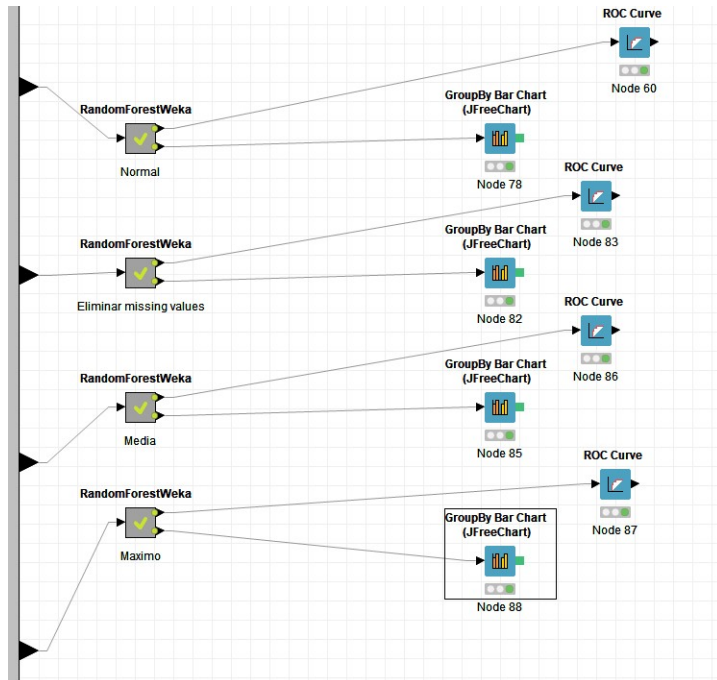 ROC Curve
Node 60
RandomForestWeka
Normal
GroupBy Bar Chart
(JFreeChart)
Node 78
ROC Curve
Node 83
RandomForestWeka
Eliminar missing values
GroupBy Bar Chart
(JFreeChart)
Node 82
ROC Curve
Node 86
RandomForestWeka
Media
GroupBy Bar Chart
(JFreeChart)
Node 85
ROC Curve
Node 87
RandomForestWeka
Maximo
GroupBy Bar Chart
(JFreeChart)
Node 88